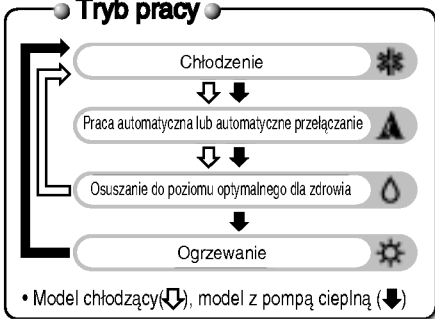 Tryb pracy
Chłodzenie
Praca automatyczna lub automatyczne przełączanie
Osuszanie do poziomu optymalnego dla zdrowia
Ogrzewanie
• Model chłodzący(⇩), model z pompą cieplną (🡇)